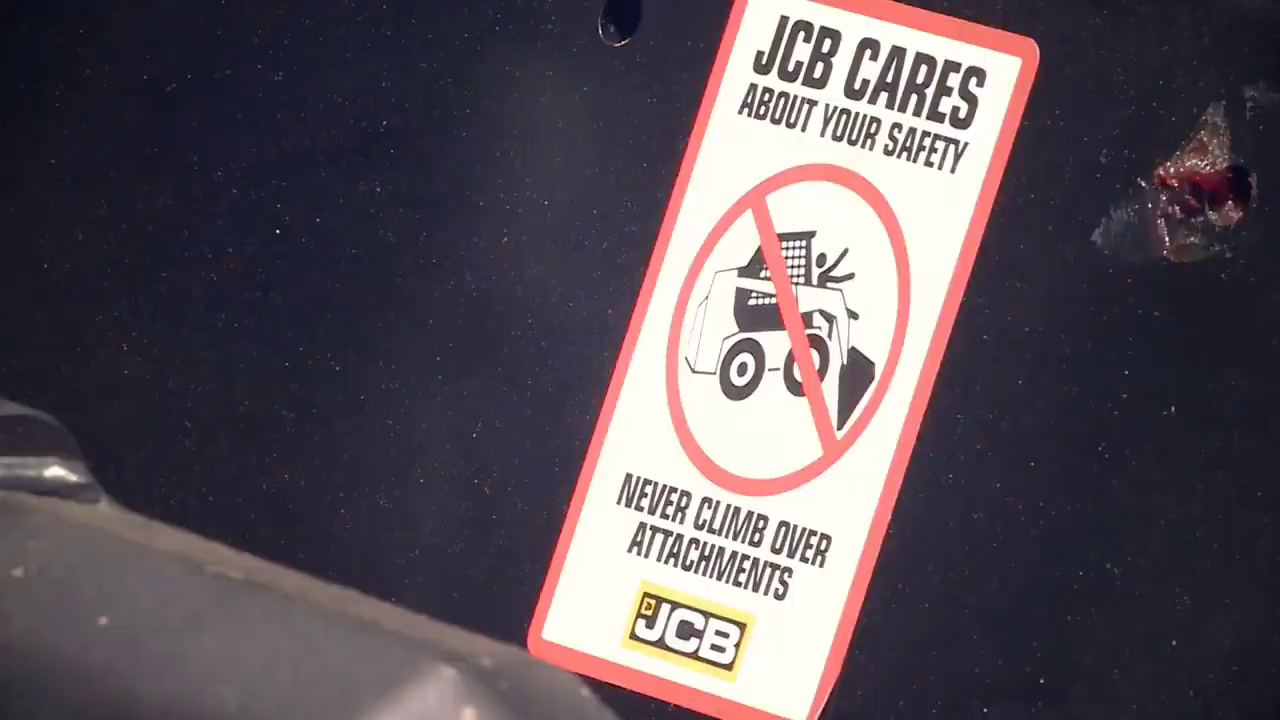 JCB CARES
ABOUT YOUR SAFETY
NEVER CLIMB OVER
ATTACHMENTS
JCB